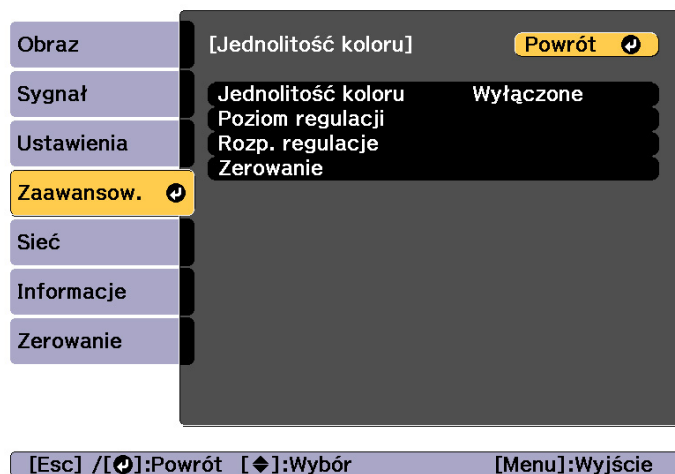 Obraz
Sygnał
Ustawienia
Zaawansow.
Sieć
Informacje
Zerowanie
[Jednolitość koloru] Powrót
Jednolitość koloru Wyłączone
Poziom regulacji
Rozp. regulacje
Zerowanie
[Esc] /[ ]:Powrót [ ]:Wybór [Menu]:Wyjście